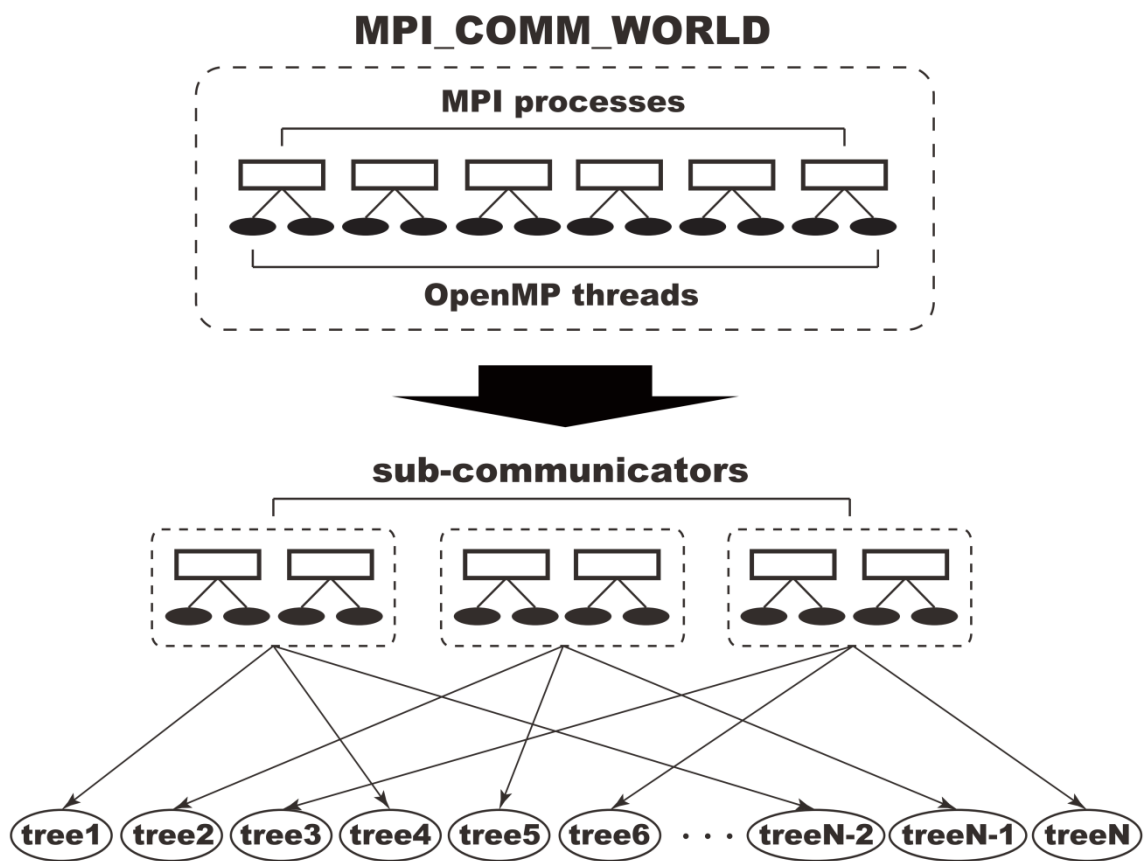 MPI_COMM_WORLD
MPI processes
OpenMP threads
sub-communicators
tree1 tree2 tree3 tree4 tree5 tree6 · · · treeN-2 treeN-1 treeN